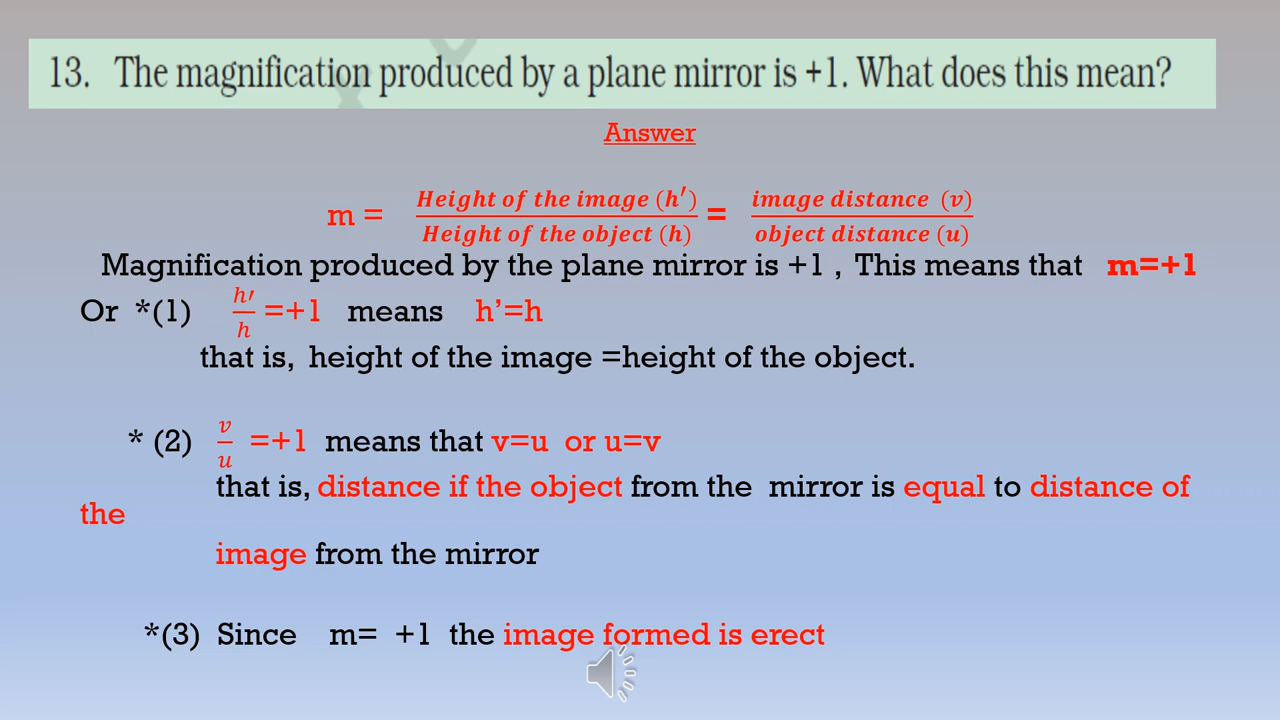 13. The magnification produced by a plane mirror is +1. What does this mean?
Answer
m = Height of the image (h′) / Height of the object (h) = image distance (v) / object distance (u)
Magnification produced by the plane mirror is +1 , This means that m=+1
Or *(1) h′/h =+1 means h’=h
that is, height of the image =height of the object.
* (2) v/u =+1 means that v=u or u=v
that is, distance if the object from the mirror is equal to distance of
the
image from the mirror
*(3) Since m= +1 the image formed is erect